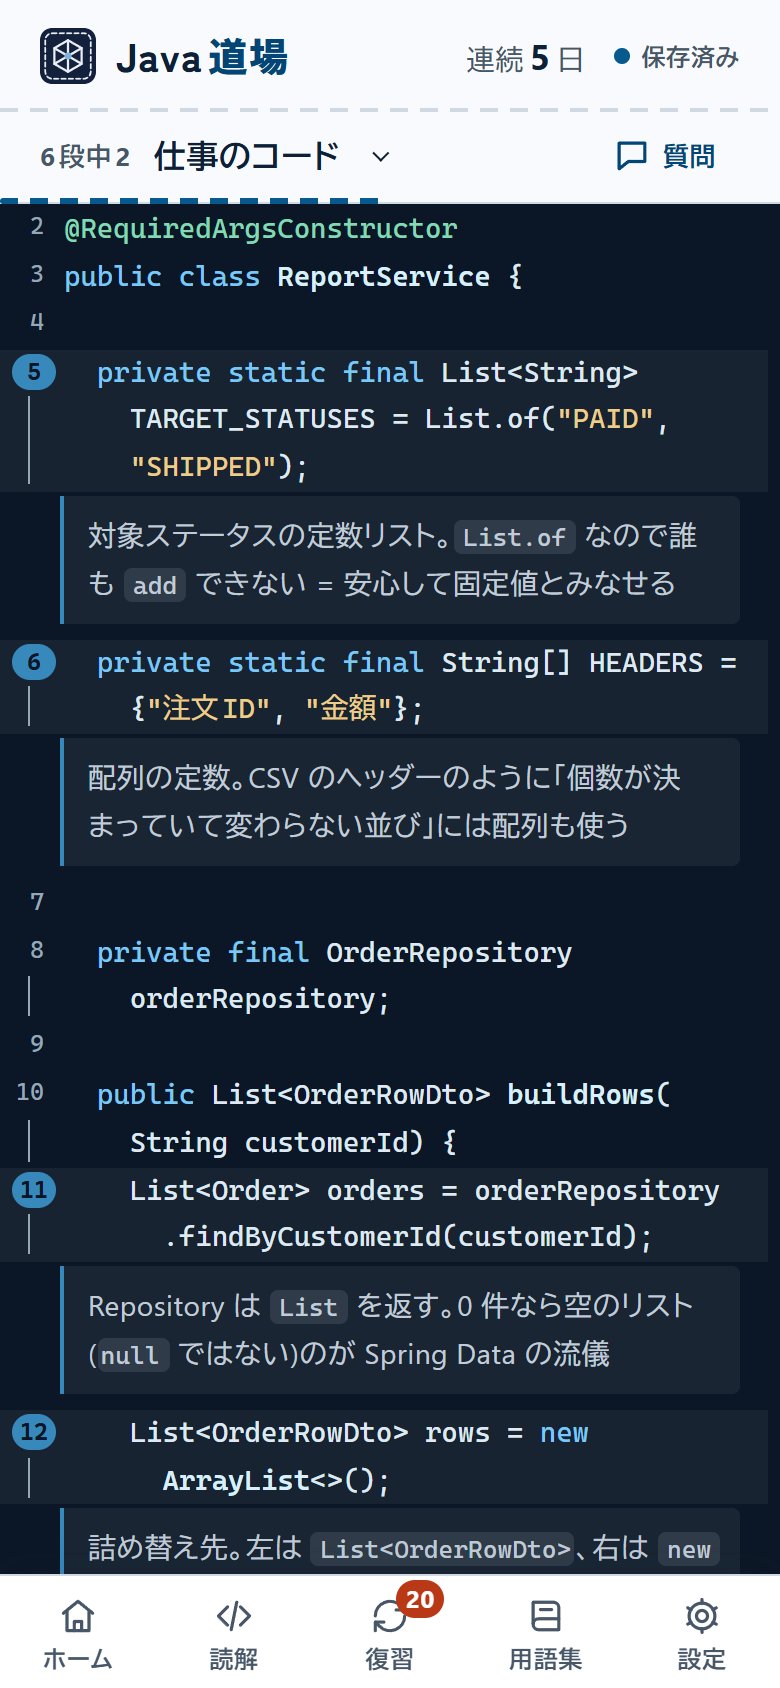 Java道場
連続 5 日
保存済み
6段中2 仕事のコード
質問
2 @RequiredArgsConstructor
3 public class ReportService {
4
5 private static final List<String>
TARGET_STATUSES = List.of("PAID",
"SHIPPED");
対象ステータスの定数リスト。List.of なので誰
も add できない = 安心して固定値とみなせる
6 private static final String[] HEADERS =
{"注文ID", "金額"};
配列の定数。CSV のヘッダーのように「個数が決
まっていて変わらない並び」には配列も使う
7
8 private final OrderRepository
orderRepository;
9
10 public List<OrderRowDto> buildRows(
String customerId) {
11 List<Order> orders = orderRepository
.findByCustomerId(customerId);
Repository は List を返す。0 件なら空のリスト
(null ではない)のが Spring Data の流儀
12 List<OrderRowDto> rows = new
ArrayList<>();
詰め替え先。左は List<OrderRowDto>、右は new
20
ホーム 読解 復習 用語集 設定